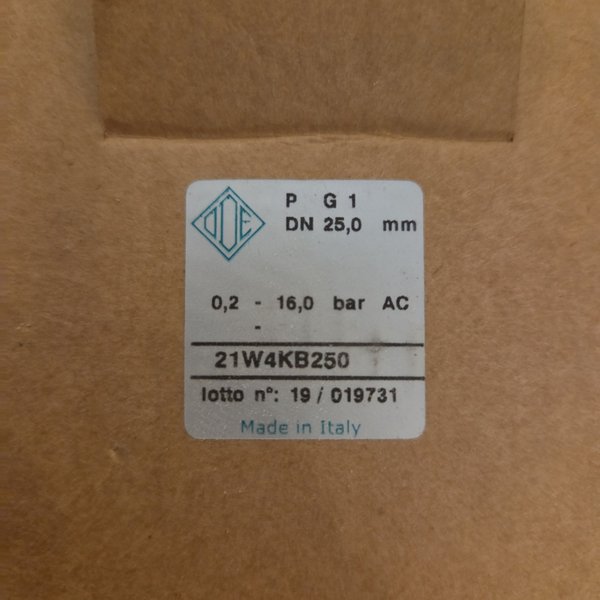 ODE
P G 1
DN 25,0 mm
0,2 - 16,0 bar AC
-
21W4KB250
lotto n°: 19 / 019731
Made in Italy